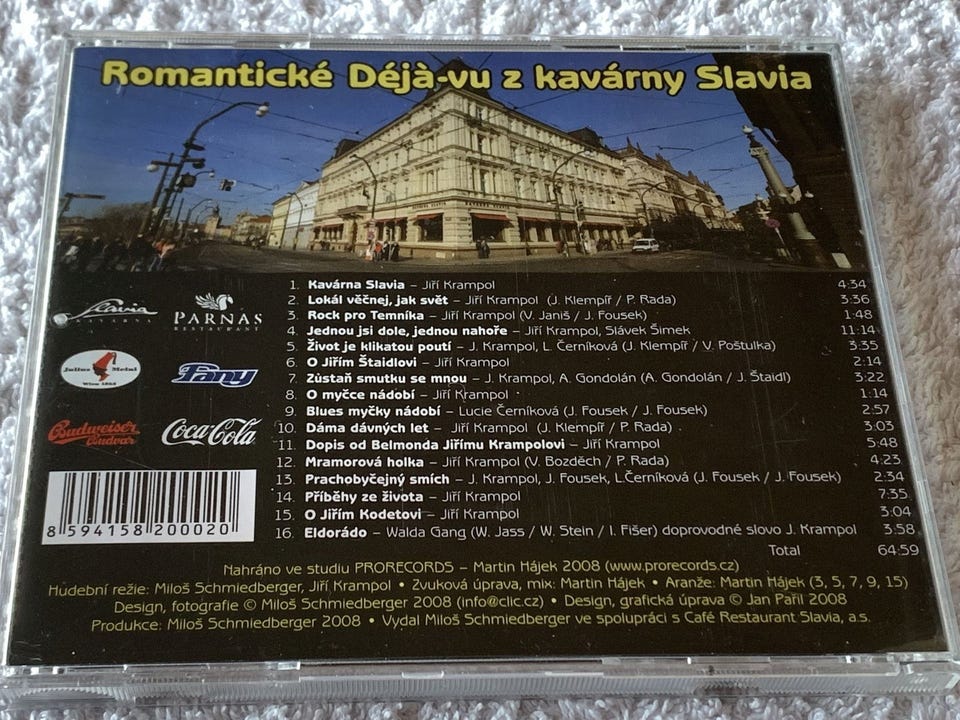 Romantické Déjà-vu z kavárny Slavia
1. Kavárna Slavia – Jiří Krampol 4:34
2. Lokál věčnej, jak svět – Jiří Krampol (J. Klempíř / P. Rada) 3:36
3. Rock pro Temníka – Jiří Krampol (V. Janiš / J. Fousek) 1:48
4. Jednou jsi dole, jednou nahoře – Jiří Krampol, Slávek Šimek 11:14
5. Život je klikatou poutí – J. Krampol, L. Černíková (J. Klempíř / V. Poštulka) 3:35
6. O Jiřím Štaidlovi – Jiří Krampol 2:14
7. Zůstaň smutku se mnou – J. Krampol, A. Gondolán (A. Gondolán / J. Štaidl) 3:22
8. O myčce nádobí – Jiří Krampol 1:14
9. Blues myčky nádobí – Lucie Černíková (J. Fousek / J. Fousek) 2:57
10. Dáma dávných let – Jiří Krampol (J. Klempíř / P. Rada) 3:03
11. Dopis od Belmonda Jiřímu Krampolovi – Jiří Krampol 5:48
12. Mramorová holka – Jiří Krampol (V. Bozděch / P. Rada) 4:23
13. Prachobyčejný smích – J. Krampol, J. Fousek, L.Černíková (J. Fousek / J. Fousek) 2:34
14. Příběhy ze života – Jiří Krampol 7:35
15. O Jiřím Kodetovi – Jiří Krampol 3:04
16. Eldorádo – Walda Gang (W. Jass / W. Stein / I. Fišer) doprovodné slovo J. Krampol 3:58
Total 64:59
Slavia
KAVÁRNA
PARNAS
RESTAURANT
Julius Meinl
Wien 1862
Fany
Budweiser
Budvar
Coca-Cola
8 594158 200020
Nahráno ve studiu PRORECORDS – Martin Hájek 2008 (www.prorecords.cz)
Hudební režie: Miloš Schmiedberger, Jiří Krampol • Zvuková úprava, mix: Martin Hájek • Aranže: Martin Hájek (3, 5, 7, 9, 15)
Design, fotografie © Miloš Schmiedberger 2008 (info@clic.cz) • Design, grafická úprava © Jan Pařil 2008
Produkce: Miloš Schmiedberger 2008 • Vydal Miloš Schmiedberger ve spolupráci s Café Restaurant Slavia, a.s.